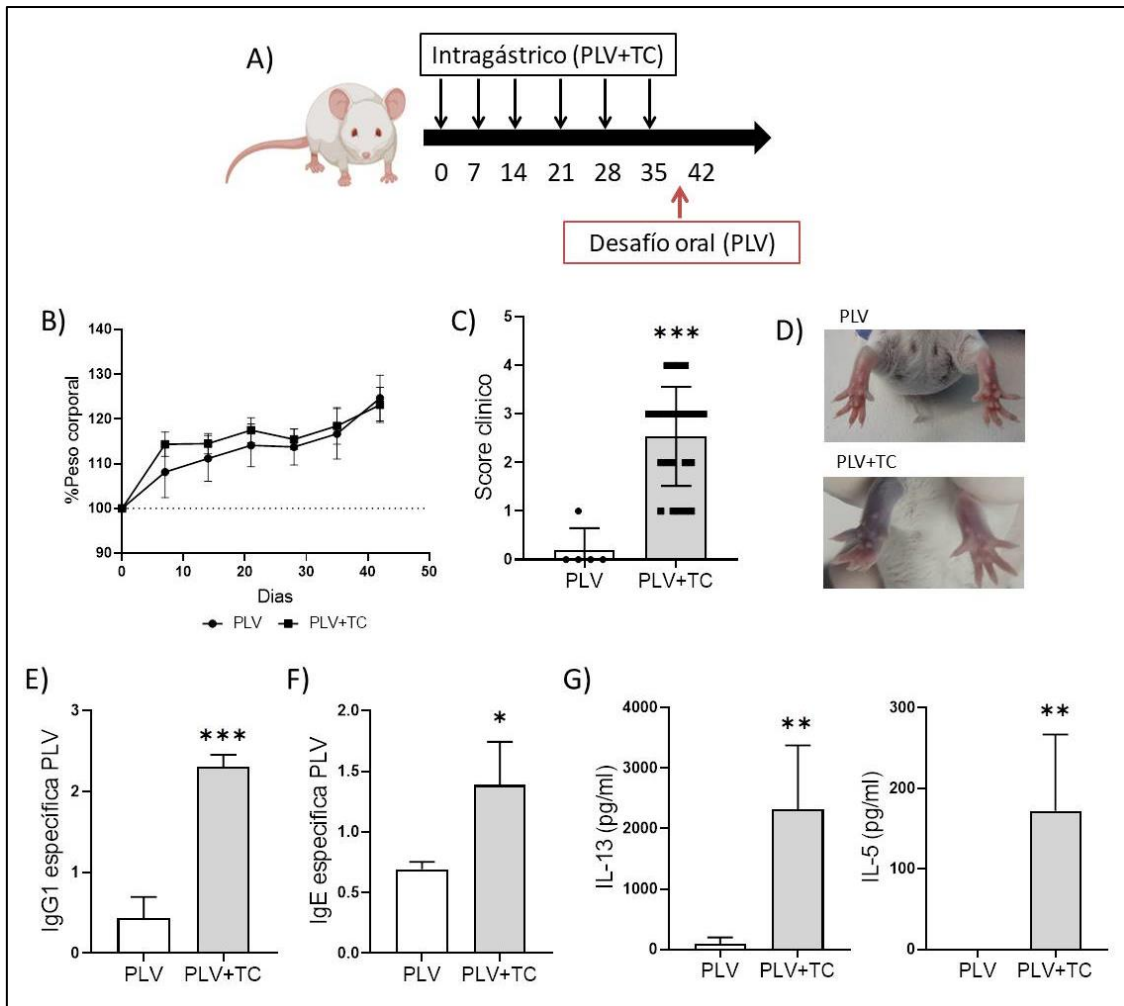 A)
Intragástrico (PLV+TC)
0 7 14 21 28 35 42
Desafío oral (PLV)
B)
%Peso corporal
140
130
120
110
100
90
0 10 20 30 40 50
Dias
PLV PLV+TC
C)
Score clinico
5
4
3
2
1
0
***
PLV PLV+TC
D)
PLV
PLV+TC
E)
IgG1 especifica PLV
3
2
1
0
***
PLV PLV+TC
F)
IgE especifica PLV
2.0
1.5
1.0
0.5
0.0
*
PLV PLV+TC
G)
IL-13 (pg/ml)
4000
3000
2000
1000
0
**
PLV PLV+TC
IL-5 (pg/ml)
300
200
100
0
**
PLV PLV+TC